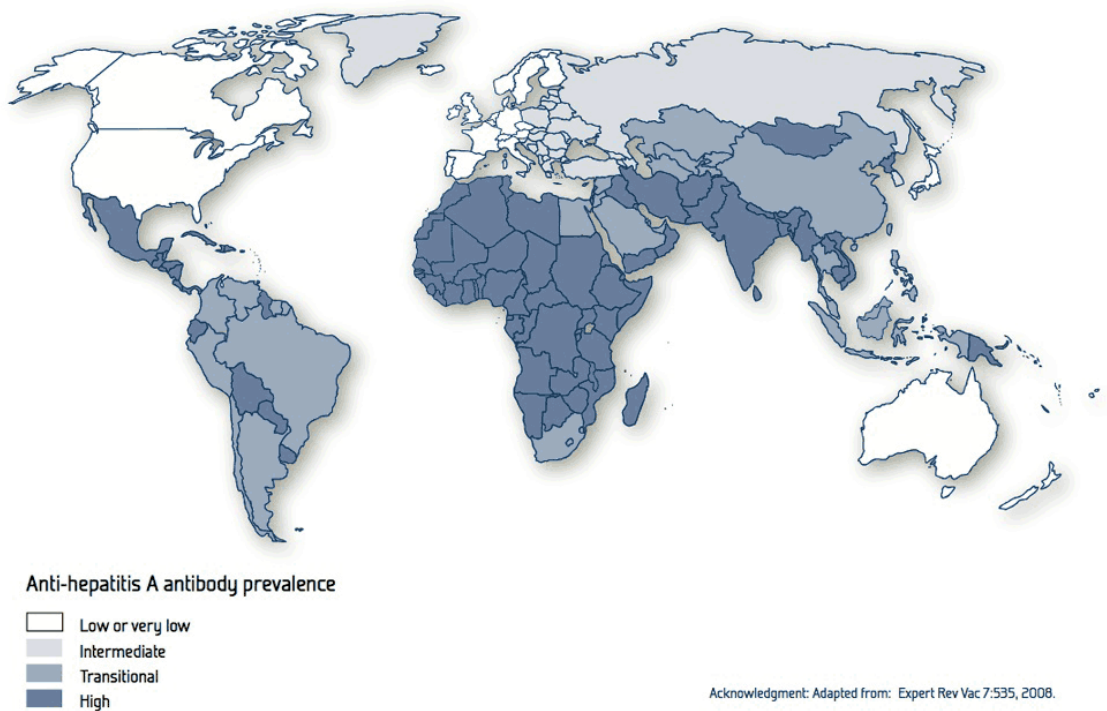 Anti-hepatitis A antibody prevalence
Low or very low
Intermediate
Transitional
High
Acknowledgment: Adapted from: Expert Rev Vac 7:535, 2008.